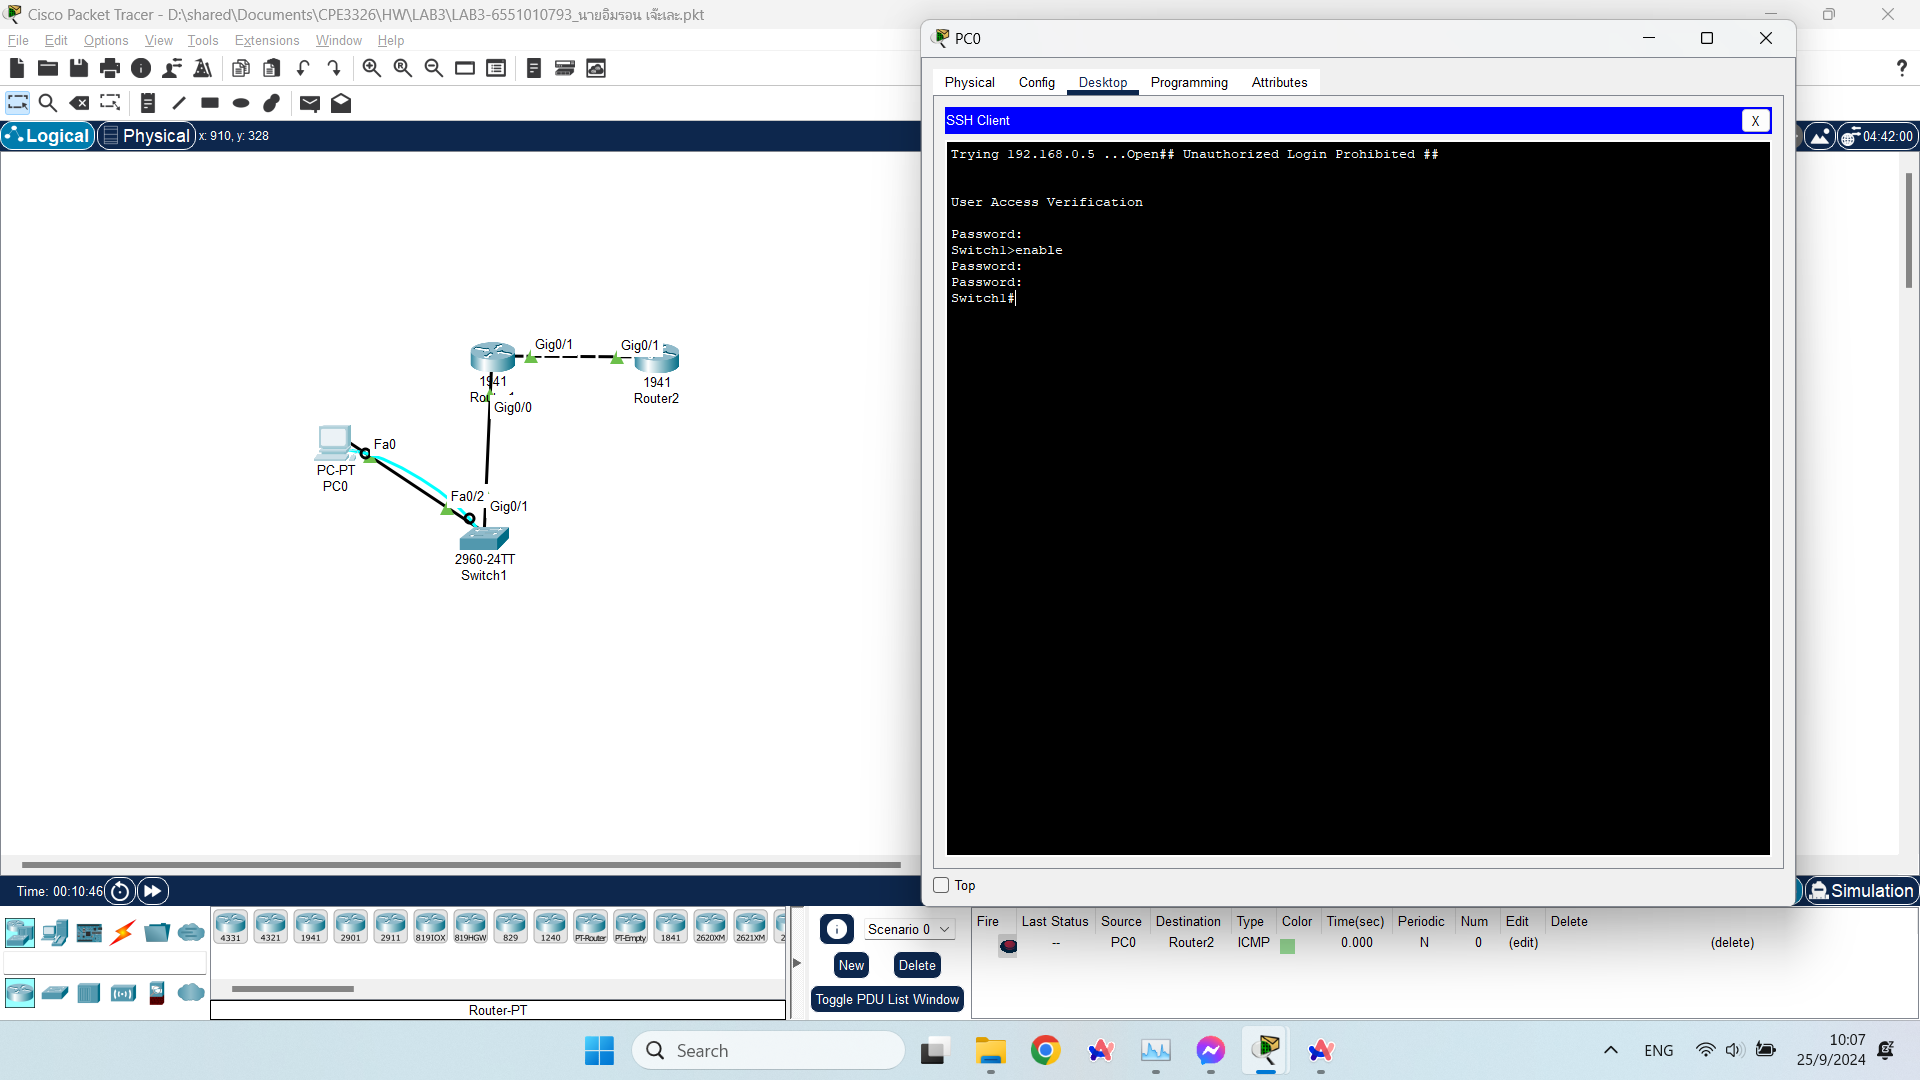 Cisco Packet Tracer - D:\shared\Documents\CPE3326\HW\LAB3\LAB3-6551010793_นายอิมรอน เจ๊ะเละ.pkt
File Edit Options View Tools Extensions Window Help
Logical Physical x: 910, y: 328
04:42:00
PC0
Physical Config Desktop Programming Attributes
SSH Client X
Trying 192.168.0.5 ...Open## Unauthorized Login Prohibited ##
User Access Verification
Password:
Switch1>enable
Password:
Password:
Switch1#
Top
Gig0/1 Gig0/1
1941
1941
Router2
Gig0/0
Fa0
PC-PT
PC0
Fa0/2
Gig0/1
2960-24TT
Switch1
Time: 00:10:46
Simulation
4331 4321 1941 2901 2911 819IOX 819HGW 829 1240 PT-Router PT-Empty 1841 2620XM 2621XM
Router-PT
Scenario 0
New Delete
Toggle PDU List Window
Fire Last Status Source Destination Type Color Time(sec) Periodic Num Edit Delete
-- PC0 Router2 ICMP 0.000 N 0 (edit) (delete)
Search
ENG
10:07
25/9/2024